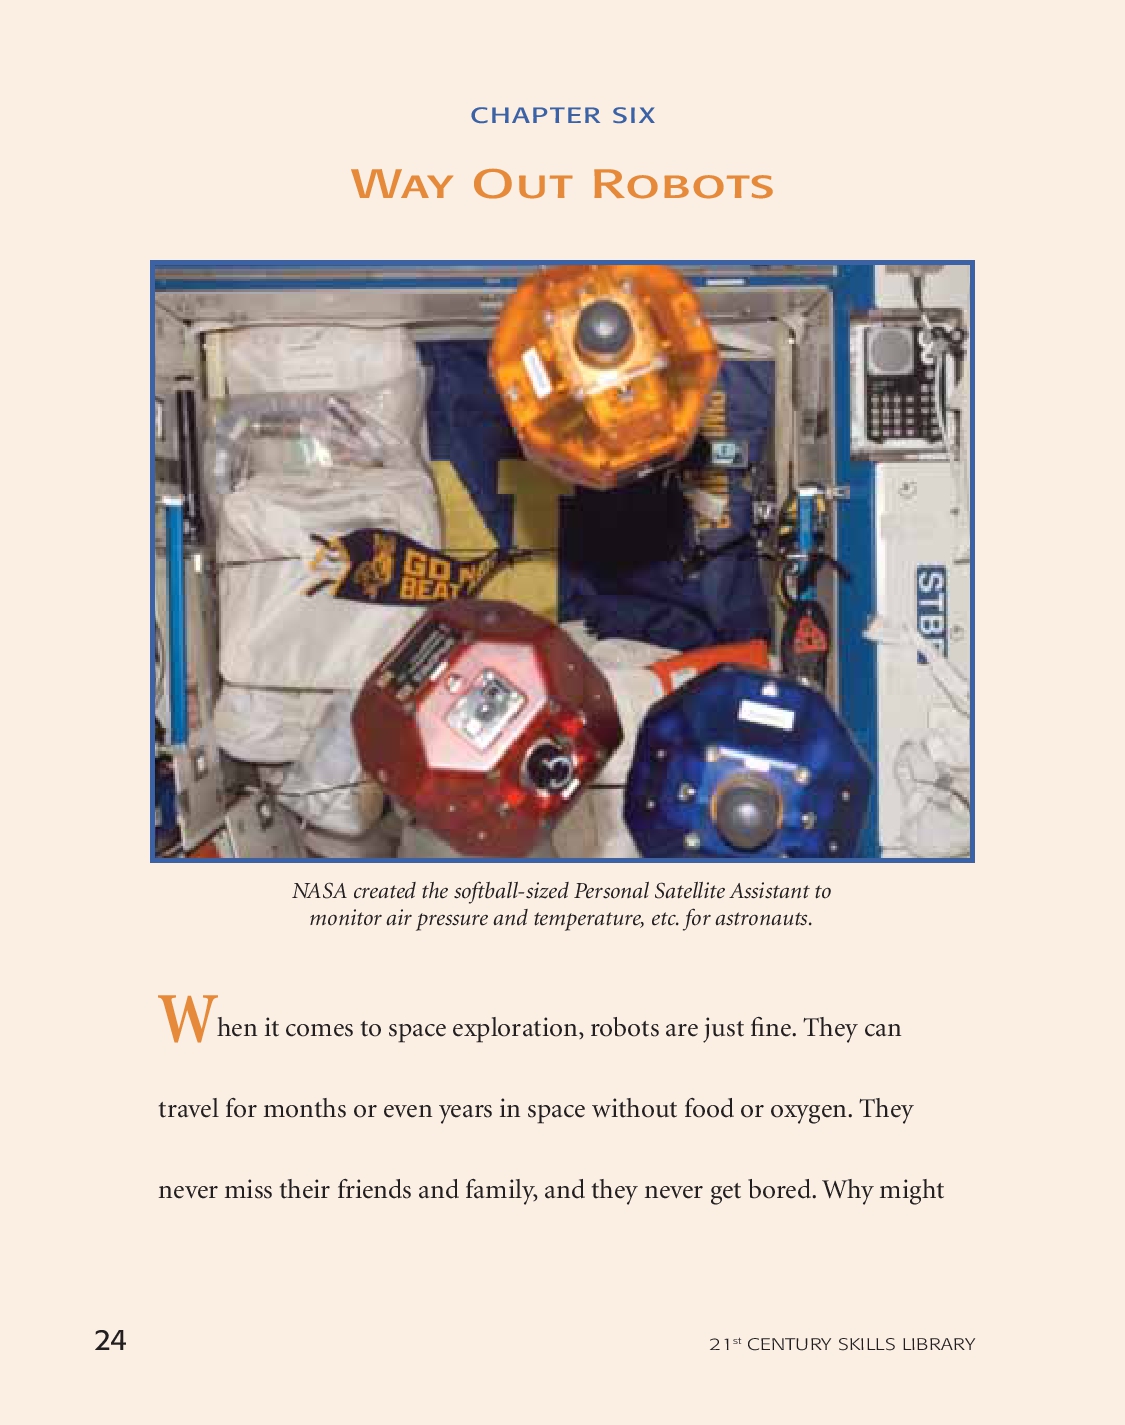 CHAPTER SIX
WAY OUT ROBOTS
GO
BEAT
NASA created the softball-sized Personal Satellite Assistant to
monitor air pressure and temperature, etc. for astronauts.
When it comes to space exploration, robots are just fine. They can
travel for months or even years in space without food or oxygen. They
never miss their friends and family, and they never get bored. Why might
24
21st CENTURY SKILLS LIBRARY